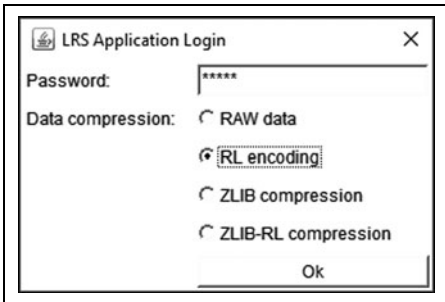 LRS Application Login
Password: *****
Data compression: RAW data
RL encoding
ZLIB compression
ZLIB-RL compression
Ok